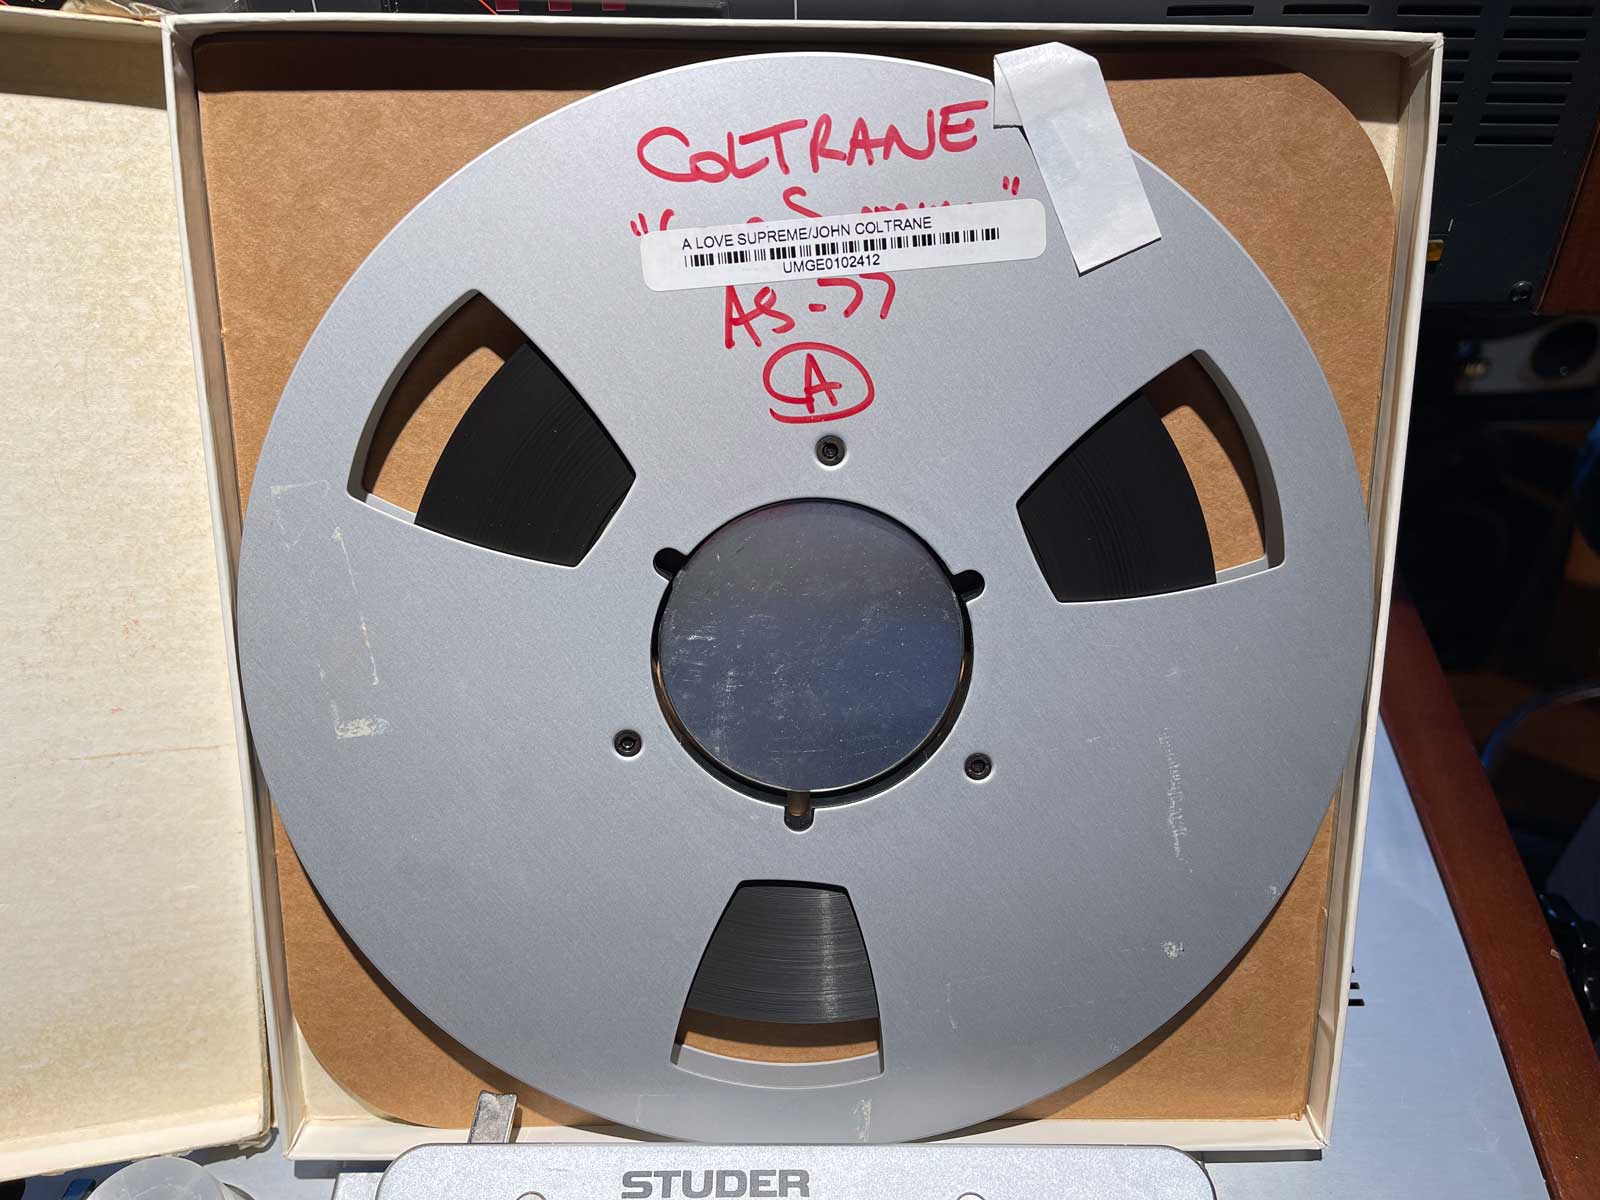 COLTRANE
A LOVE SUPREME/JOHN COLTRANE
UMGE0102412
AS-77
A
STUDER